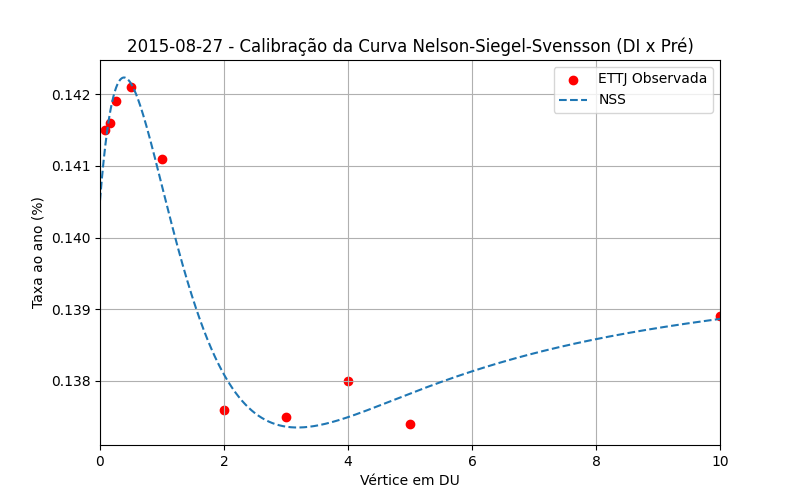 2015-08-27 - Calibração da Curva Nelson-Siegel-Svensson (DI x Pré)
ETTJ Observada
NSS
Taxa ao ano (%)
0.142
0.141
0.140
0.139
0.138
0 2 4 6 8 10
Vértice em DU